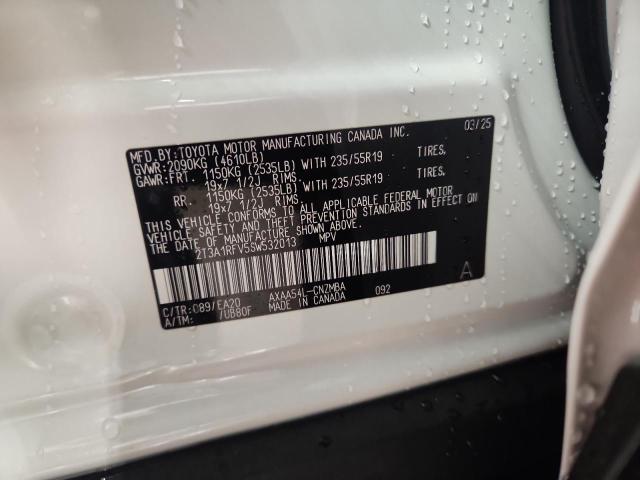 MFD.BY:TOYOTA MOTOR MANUFACTURING CANADA INC. 03/25
GVWR:2090KG (4610LB)
GAWR:FRT. 1150KG (2535LB) WITH 235/55R19 TIRES
19x7 1/2J RIMS.
RR. 1150KG (2535LB) WITH 235/55R19 TIRES
19x7 1/2J RIMS.
THIS VEHICLE CONFORMS TO ALL APPLICABLE FEDERAL MOTOR
VEHICLE SAFETY AND THEFT PREVENTION STANDARDS IN EFFECT ON
THE DATE OF MANUFACTURE SHOWN ABOVE.
2T3A1RFV5SW532013 MPV
A
C/TR:089/EA20 AXAA54L-CNZMBA 092
A/TM: /UB80F MADE IN CANADA